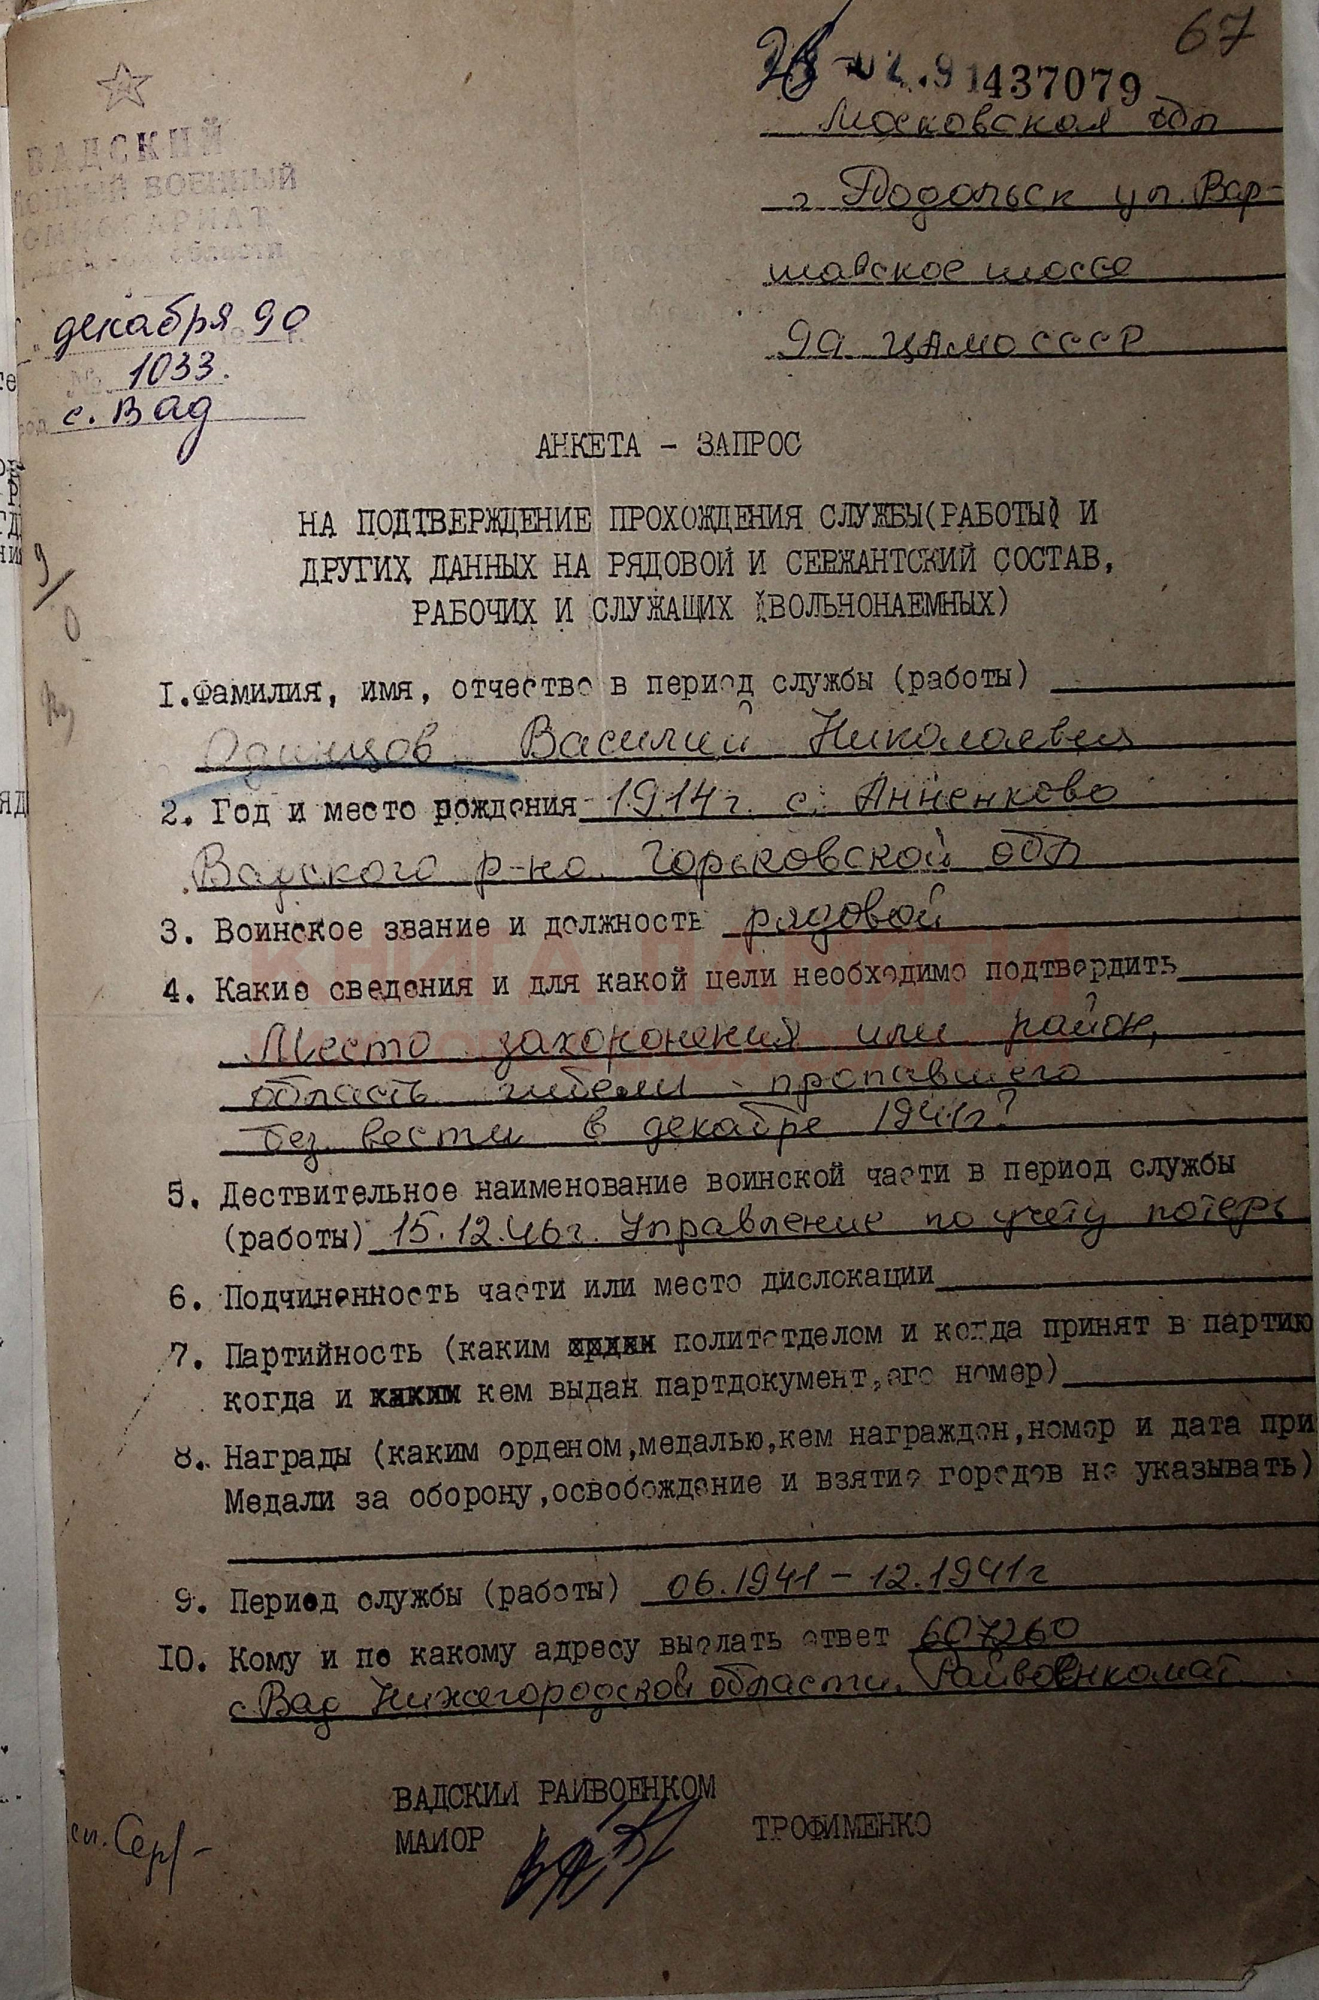 67
437079
Московская обл
г Подольск ул. Вар-
шавское шоссе
9а ЦАМО СССР
ВАДСКИЙ
ВОЕННЫЙ
области
декабря 90
№ 1033.
с. Вад
АНКЕТА - ЗАПРОС
НА ПОДТВЕРЖДЕНИЕ ПРОХОЖДЕНИЯ СЛУЖБЫ(РАБОТЫ) И
ДРУГИХ ДАННЫХ НА РЯДОВОЙ И СЕРЖАНТСКИЙ СОСТАВ,
РАБОЧИХ И СЛУЖАЩИХ (ВОЛЬНОНАЕМНЫХ)
I.Фамилия, имя, отчество в период службы (работы)
Одинцов Василий Николаевич
2. Год и место рождения 1914г. с. Анненково
Вадского р-на. Горьковской обл
3. Воинское звание и должность рядовой
4. Какие сведения и для какой цели необходимо подтвердить
Место захоронения или район,
область гибели - пропавшего
без вести в декабре 1941г?
5. Дествительное наименование воинской части в период службы
(работы) 15.12.46г. Управление по учету потерь
6. Подчиненность части или место дислокации
7. Партийность (каким политотделом и когда принят в партию
когда и каким кем выдан партдокумент,его номер)
8. Награды (каким орденом,медалью,кем награжден,номер и дата при
Медали за оборону,освобождение и взятие городов не указывать)
9. Период службы (работы) 06.1941 - 12.1941г
10. Кому и по какому адресу выслать ответ 607260
с. Вад Нижегородской области. Райвоенкомат
ВАДСКИЙ РАЙВОЕНКОМ
МАЙОР ТРОФИМЕНКО